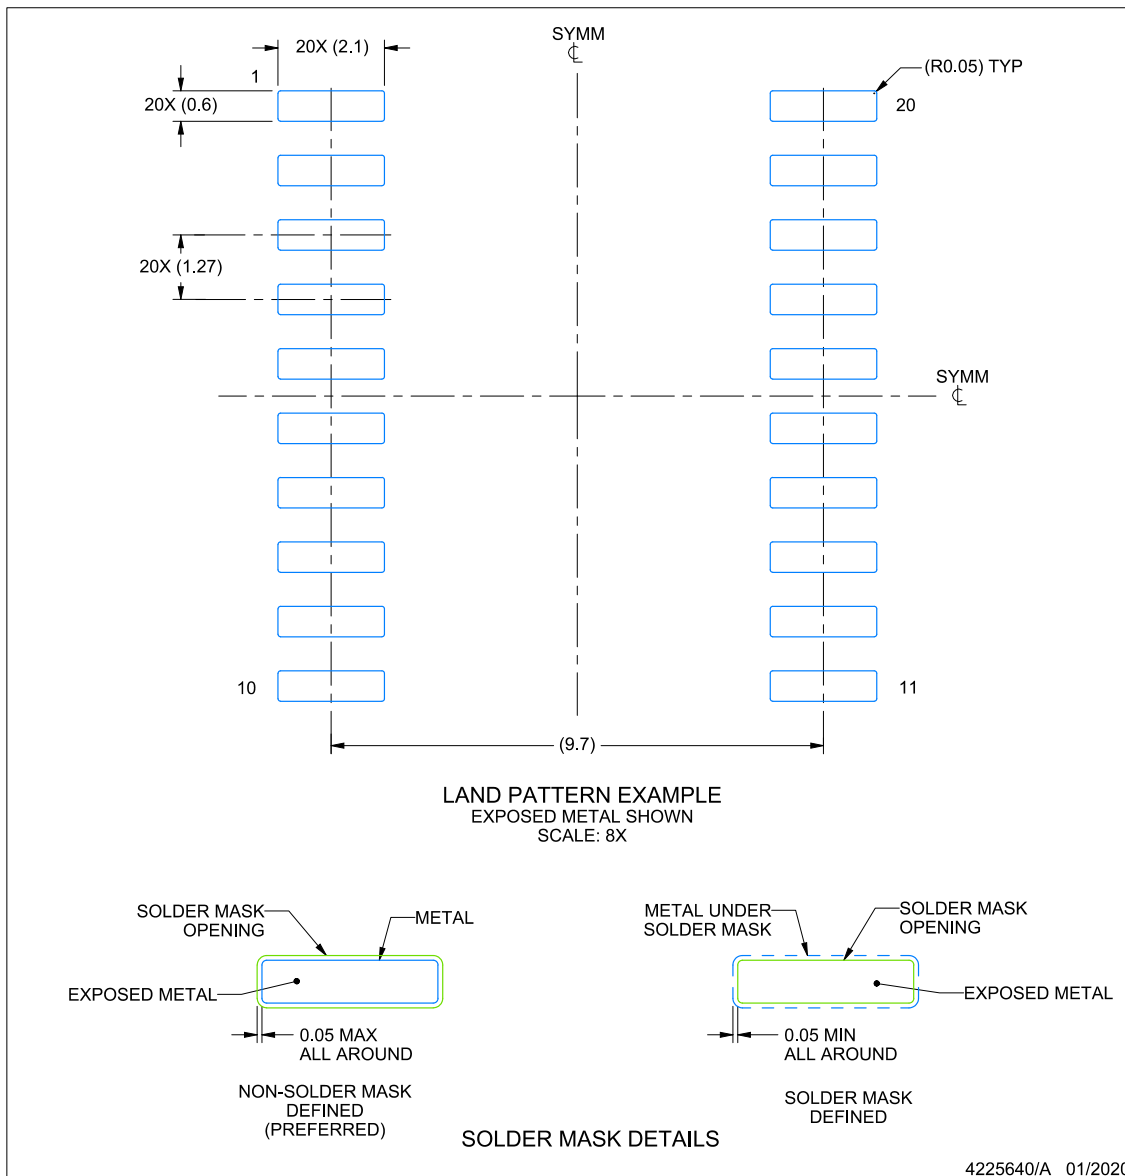 SYMM
℄
20X (2.1)
(R0.05) TYP
1
20X (0.6)
20
20X (1.27)
SYMM
℄
10
11
(9.7)
LAND PATTERN EXAMPLE
EXPOSED METAL SHOWN
SCALE: 8X
SOLDER MASK
OPENING
METAL
EXPOSED METAL
0.05 MAX
ALL AROUND
NON-SOLDER MASK
DEFINED
(PREFERRED)
METAL UNDER
SOLDER MASK
SOLDER MASK
OPENING
EXPOSED METAL
0.05 MIN
ALL AROUND
SOLDER MASK
DEFINED
SOLDER MASK DETAILS
4225640/A 01/2020